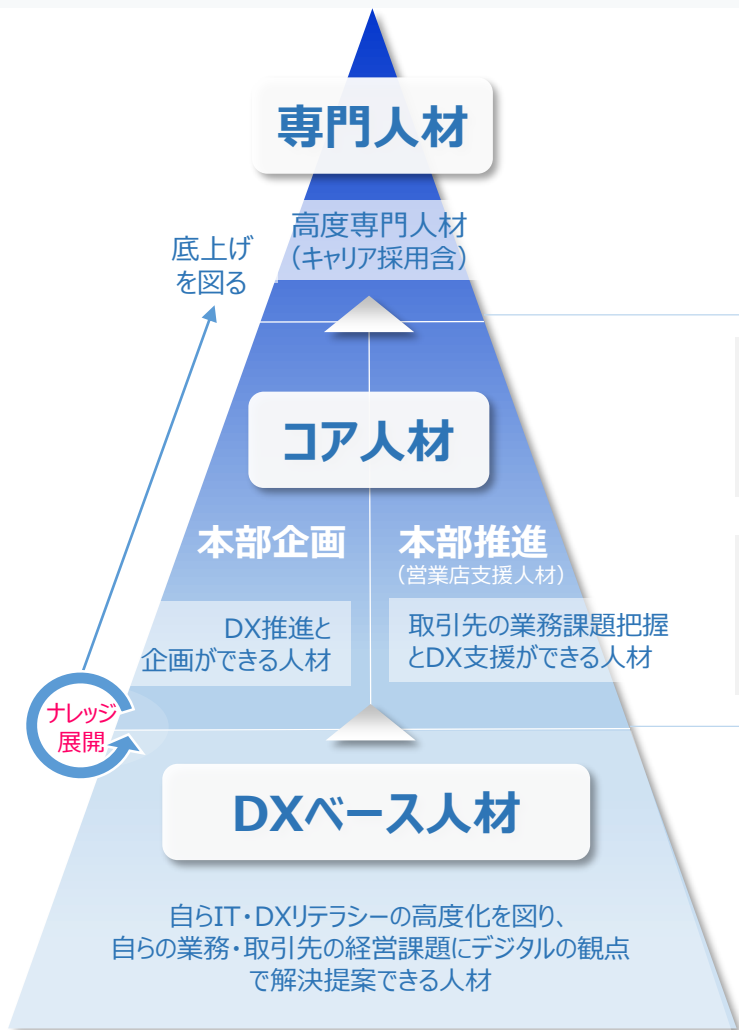 専門人材
高度専門人材
（キャリア採用含）
底上げ
を図る
コア人材
本部企画
本部推進
（営業店支援人材）
DX推進と
企画ができる人材
取引先の業務課題把握
とDX支援ができる人材
ナレッジ
展開
DXベース人材
自らIT・DXリテラシーの高度化を図り、
自らの業務・取引先の経営課題にデジタルの観点
で解決提案できる人材